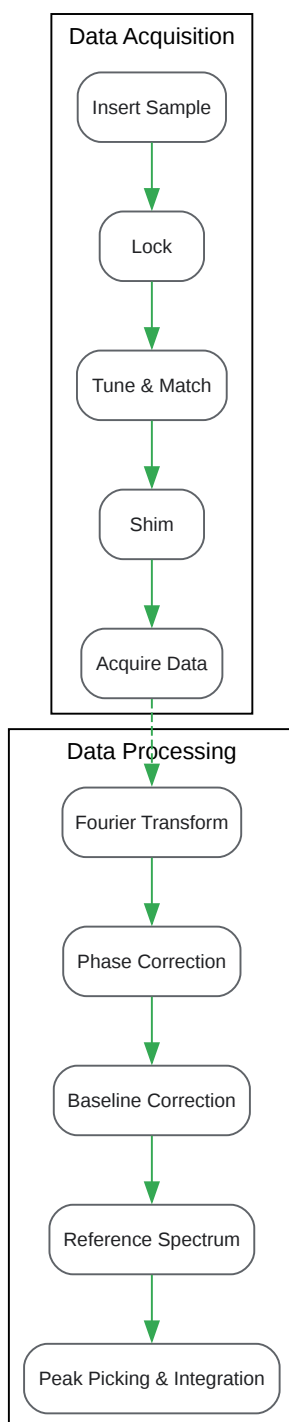 Data Acquisition
Insert Sample
Lock
Tune & Match
Shim
Acquire Data
Data Processing
Fourier Transform
Phase Correction
Baseline Correction
Reference Spectrum
Peak Picking & Integration